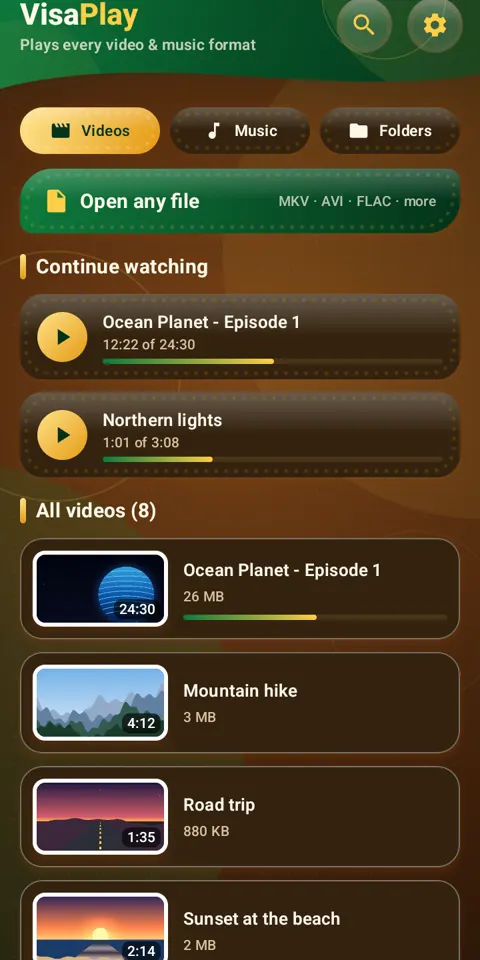 VisaPlay
Plays every video & music format
Videos
Music
Folders
Open any file
MKV · AVI · FLAC · more
Continue watching
Ocean Planet - Episode 1
12:22 of 24:30
Northern lights
1:01 of 3:08
All videos (8)
Ocean Planet - Episode 1
26 MB
24:30
Mountain hike
3 MB
4:12
Road trip
880 KB
1:35
Sunset at the beach
2 MB
2:14